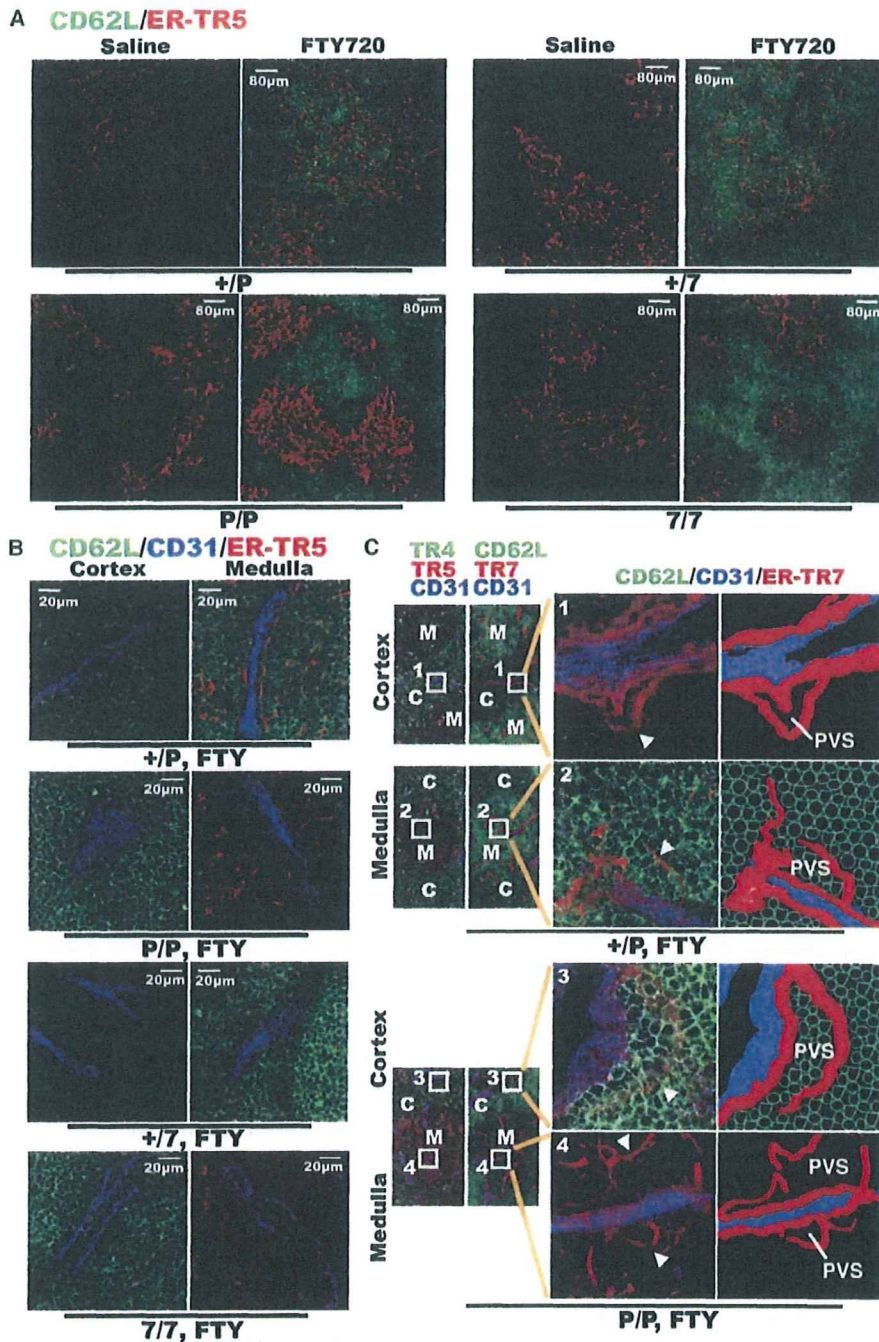 A CD62L/ER-TR5
Saline FTY720 Saline FTY720
80µm 80µm 80µm
+/P +/7
80µm 80µm 80µm 80µm
P/P 7/7
B CD62L/CD31/ER-TR5
Cortex Medulla
20µm 20µm
+/P, FTY
20µm 20µm
P/P, FTY
20µm 20µm
+/7, FTY
20µm 20µm
7/7, FTY
C TR4 CD62L
TR5 TR7
CD31 CD31
CD62L/CD31/ER-TR7
Cortex
M M
1 1
C C
M M
1
PVS
Medulla
C C
2 2
M M
C C
2
PVS
+/P, FTY
Cortex
3 3
C C
3
PVS
Medulla
M M
4 4
4
PVS
PVS
P/P, FTY